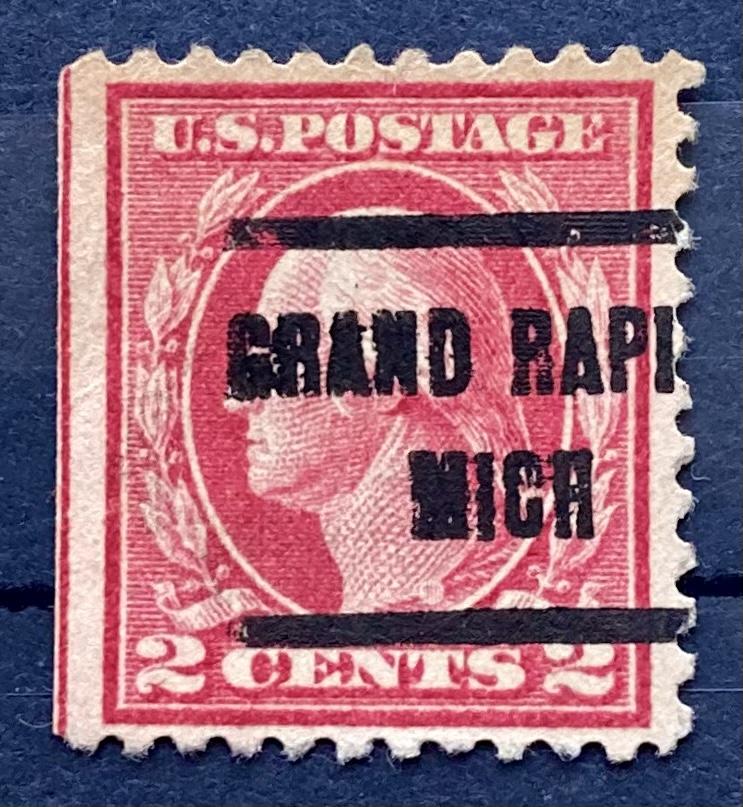 U.S.POSTAGE
GRAND RAPI
MICH
2 CENTS 2